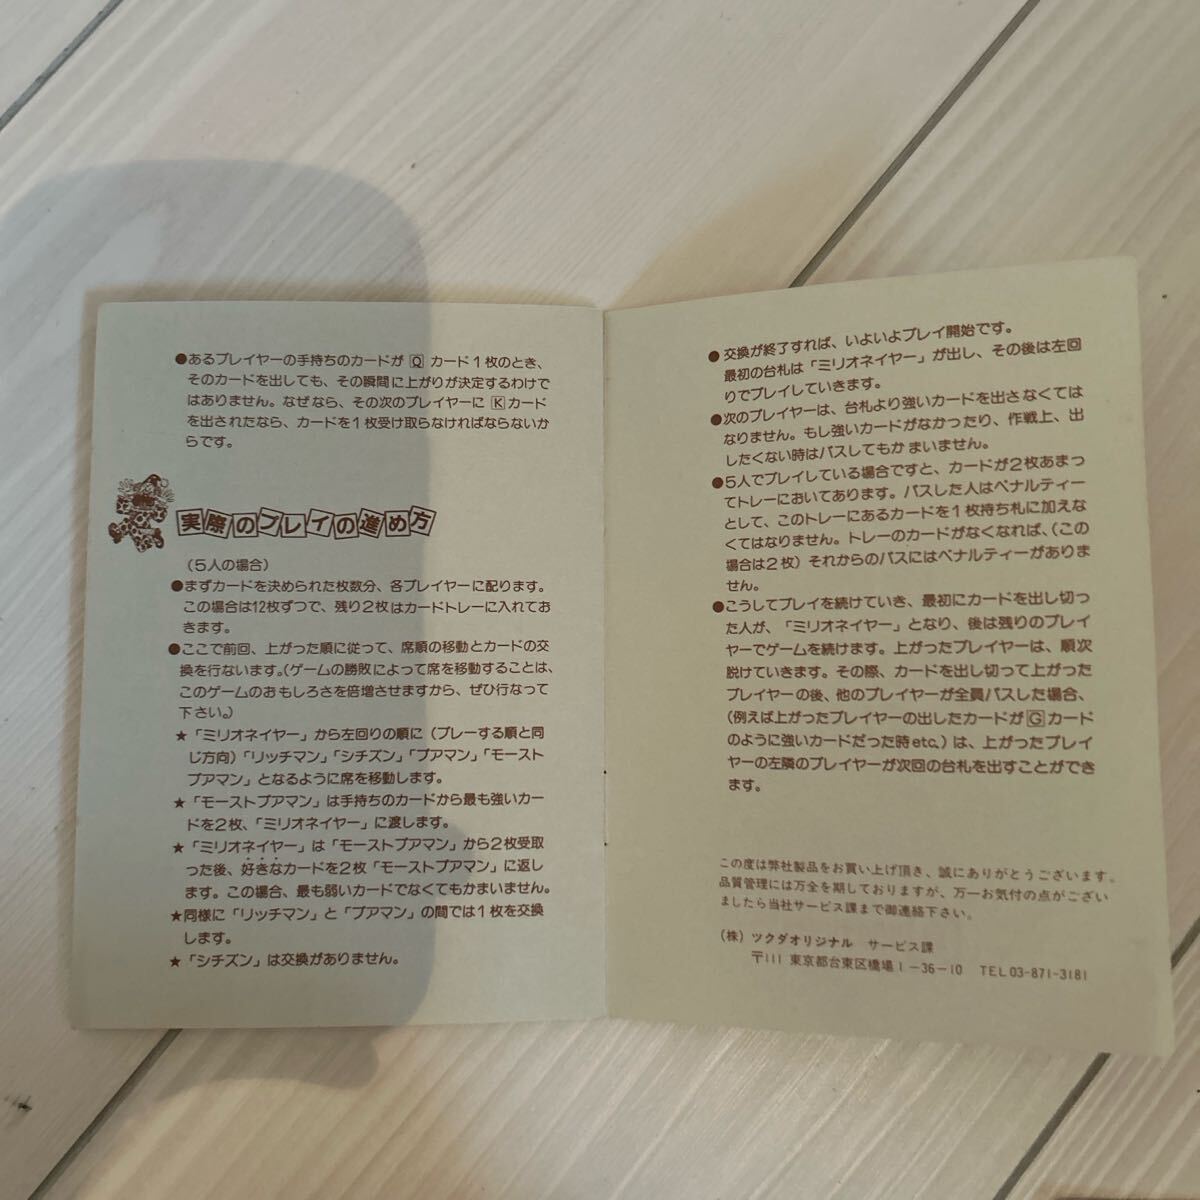 ●あるプレイヤーの手持ちのカードが Q カード1枚のとき、
そのカードを出しても、その瞬間に上がりが決定するわけで
はありません。なぜなら、その次のプレイヤーに K カード
を出されたなら、カードを1枚受け取らなければならないか
らです。
実際のプレイの進め方
(5人の場合)
●まずカードを決められた枚数分、各プレイヤーに配ります。
この場合は12枚ずつで、残り2枚はカードトレーに入れてお
きます。
●ここで前回、上がった順に従って、席順の移動とカードの交
換を行ないます。(ゲームの勝敗によって席を移動することは、
このゲームのおもしろさを倍増させますから、ぜひ行なって
下さい。)
★「ミリオネイヤー」から左回りの順に(プレーする順と同
じ方向)「リッチマン」「シチズン」「プアマン」「モースト
プアマン」となるように席を移動します。
★「モーストプアマン」は手持ちのカードから最も強いカー
ドを2枚、「ミリオネイヤー」に渡します。
★「ミリオネイヤー」は「モーストプアマン」から2枚受取
った後、好きなカードを2枚「モーストプアマン」に返し
ます。この場合、最も弱いカードでなくてもかまいません。
★同様に「リッチマン」と「プアマン」の間では1枚を交換
します。
★「シチズン」は交換がありません。
●交換が終了すれば、いよいよプレイ開始です。
最初の台札は「ミリオネイヤー」が出し、その後は左回
りでプレイしていきます。
●次のプレイヤーは、台札より強いカードを出さなくては
なりません。もし強いカードがなかったり、作戦上、出
したくない時はパスしてもかまいません。
●5人でプレイしている場合ですと、カードが2枚あまっ
てトレーにおいてあります。パスした人はペナルティー
として、このトレーにあるカードを1枚持ち札に加えな
くてはなりません。トレーのカードがなくなれば、(この
場合は2枚)それからのパスにはペナルティーがありま
せん。
●こうしてプレイを続けていき、最初にカードを出し切っ
た人が、「ミリオネイヤー」となり、後は残りのプレイ
ヤーでゲームを続けます。上がったプレイヤーは、順次
脱けていきます。その際、カードを出し切って上がった
プレイヤーの後、他のプレイヤーが全員パスした場合、
(例えば上がったプレイヤーの出したカードが G カード
のように強いカードだった時etc.)は、上がったプレイ
ヤーの左隣のプレイヤーが次回の台札を出すことができ
ます。
この度は弊社製品をお買い上げ頂き、誠にありがとうございます。
品質管理には万全を期しておりますが、万一お気付の点がござい
ましたら当社サービス課まで御連絡下さい。
(株)ツクダオリジナル サービス課
〒111 東京都台東区橋場1-36-10 TEL03-871-3181